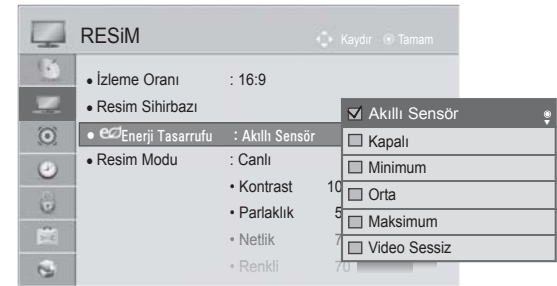 RESiM
Kaydır Tamam
• İzleme Oranı : 16:9
• Resim Sihirbazı
• Enerji Tasarrufu : Akıllı Sensör
• Resim Modu : Canlı
• Kontrast 10
• Parlaklık 5
• Netlik 7
• Renkli 70
Akıllı Sensör
Kapalı
Minimum
Orta
Maksimum
Video Sessiz